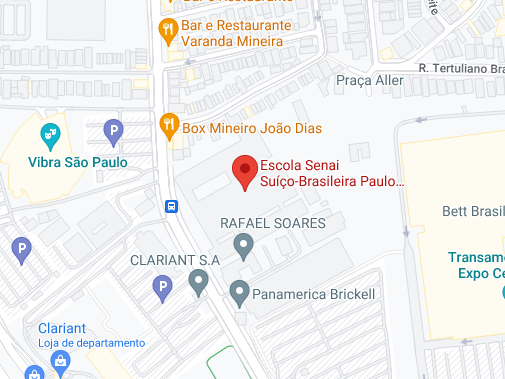 Bar e Restaurante
Bar e Restaurante
Varanda Mineira
Praça Aller
R. Tertuliano Bra
Box Mineiro João Dias
P
Vibra São Paulo
Escola Senai
Suíço-Brasileira Paulo…
Bett Brasil
RAFAEL SOARES
P
CLARIANT S.A
Transam
Expo Ce
P
Panamerica Brickell
Clariant
Loja de departamento